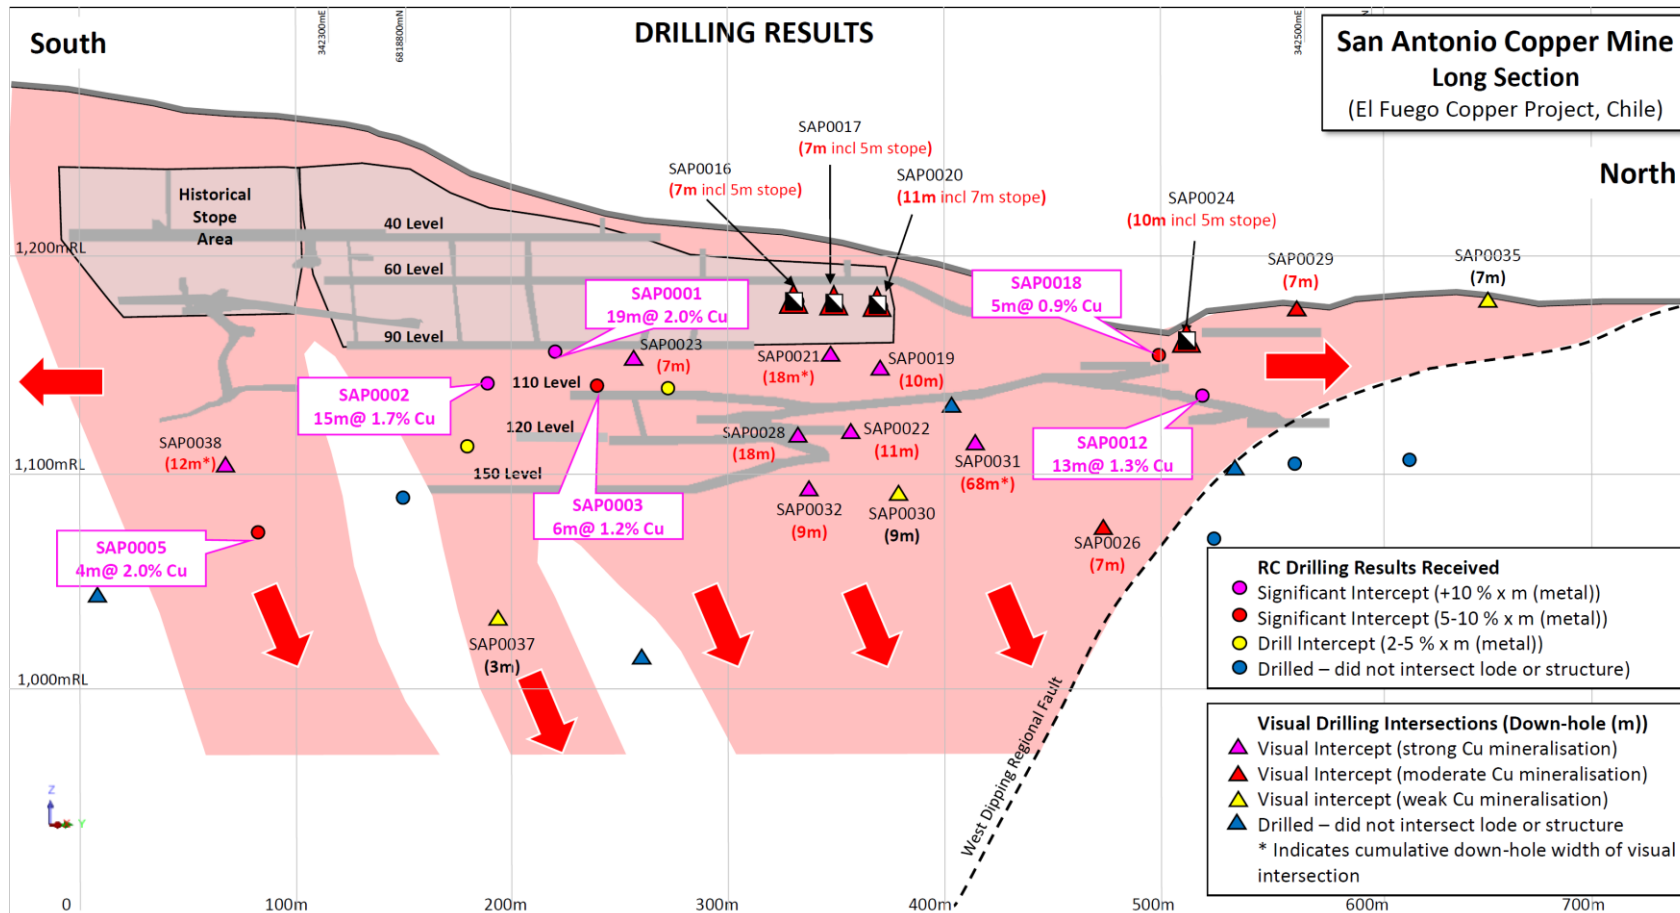 South
342300mE
6818800mN
DRILLING RESULTS
342500mE
San Antonio Copper Mine
Long Section
(El Fuego Copper Project, Chile)
North
SAP0017
(7m incl 5m stope)
SAP0016
(7m incl 5m stope)
SAP0020
(11m incl 7m stope)
SAP0024
(10m incl 5m stope)
Historical
Stope
Area
40 Level
1,200mRL
60 Level
SAP0029
(7m)
SAP0035
(7m)
SAP0001
19m@ 2.0% Cu
SAP0018
5m@ 0.9% Cu
90 Level
SAP0023
(7m)
SAP0021
(18m*)
SAP0019
(10m)
110 Level
SAP0002
15m@ 1.7% Cu
120 Level
SAP0038
(12m*)
SAP0028
(18m)
SAP0022
(11m)
SAP0031
(68m*)
SAP0012
13m@ 1.3% Cu
1,100mRL
150 Level
SAP0003
6m@ 1.2% Cu
SAP0032
(9m)
SAP0030
(9m)
SAP0026
(7m)
SAP0005
4m@ 2.0% Cu
SAP0037
(3m)
1,000mRL
West Dipping Regional Fault
RC Drilling Results Received
Significant Intercept (+10 % x m (metal))
Significant Intercept (5-10 % x m (metal))
Drill Intercept (2-5 % x m (metal))
Drilled – did not intersect lode or structure)
Visual Drilling Intersections (Down-hole (m))
Visual Intercept (strong Cu mineralisation)
Visual Intercept (moderate Cu mineralisation)
Visual intercept (weak Cu mineralisation)
Drilled – did not intersect lode or structure
* Indicates cumulative down-hole width of visual
intersection
Z
Y
0
100m
200m
300m
400m
500m
600m
700m